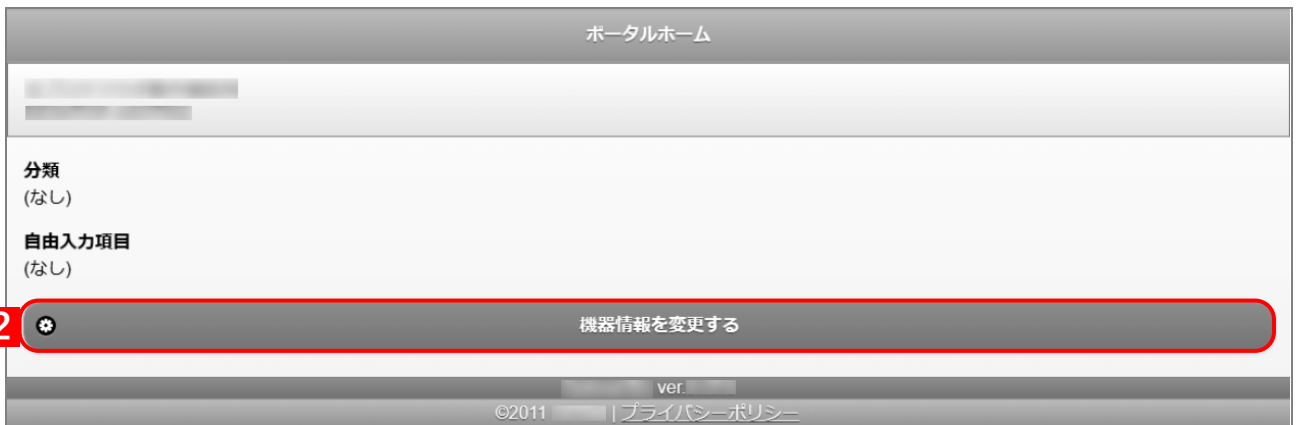 ポータルホーム
分類
(なし)
自由入力項目
(なし)
2 機器情報を変更する
ver.
©2011 | プライバシーポリシー